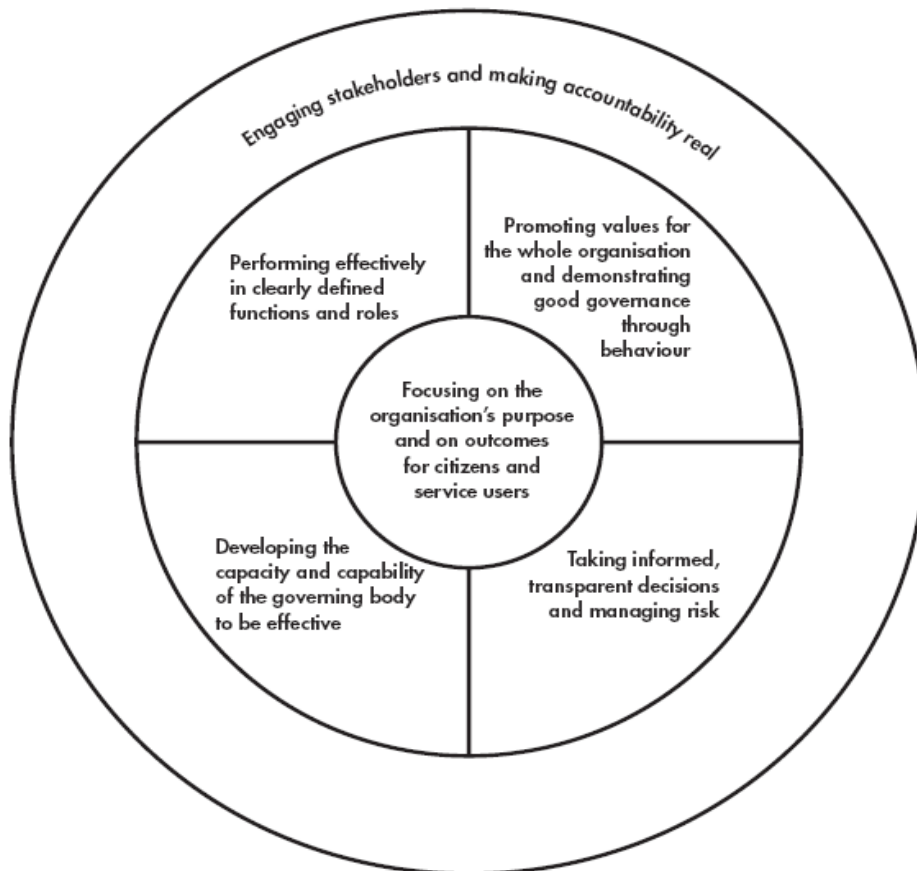 Engaging stakeholders and making accountability real
Performing effectively
in clearly defined
functions and roles
Promoting values for
the whole organisation
and demonstrating
good governance
through
behaviour
Focusing on the
organisation's purpose
and on outcomes
for citizens and
service users
Developing the
capacity and capability
of the governing body
to be effective
Taking informed,
transparent decisions
and managing risk